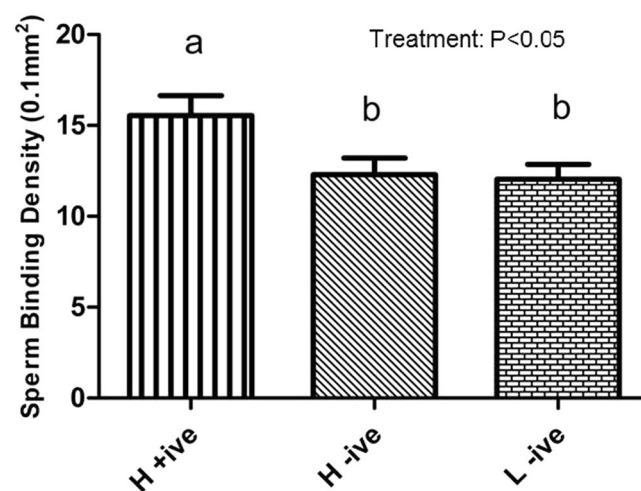 20
a
Treatment: P<0.05
15
b
b
10
5
0
Sperm Binding Density (0.1mm²)
H +ive
H -ive
L -ive